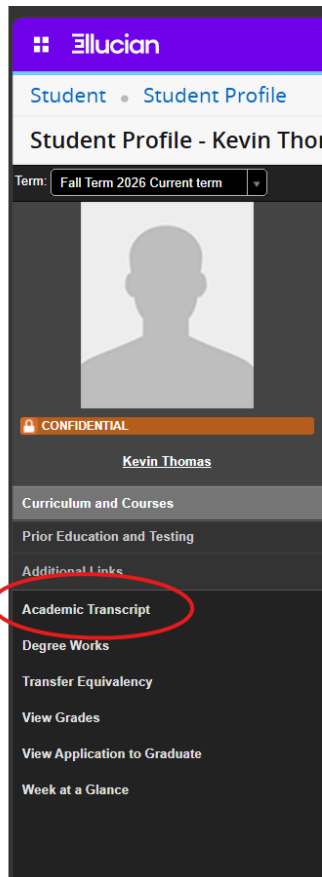 Ellucian
Student • Student Profile
Student Profile - Kevin
Term: Fall Term 2026 Current term
CONFIDENTIAL
Kevin Thomas
Curriculum and Courses
Prior Education and Testing
Additional Links
Academic Transcript
Degree Works
Transfer Equivalency
View Grades
View Application to Graduate
Week at a Glance